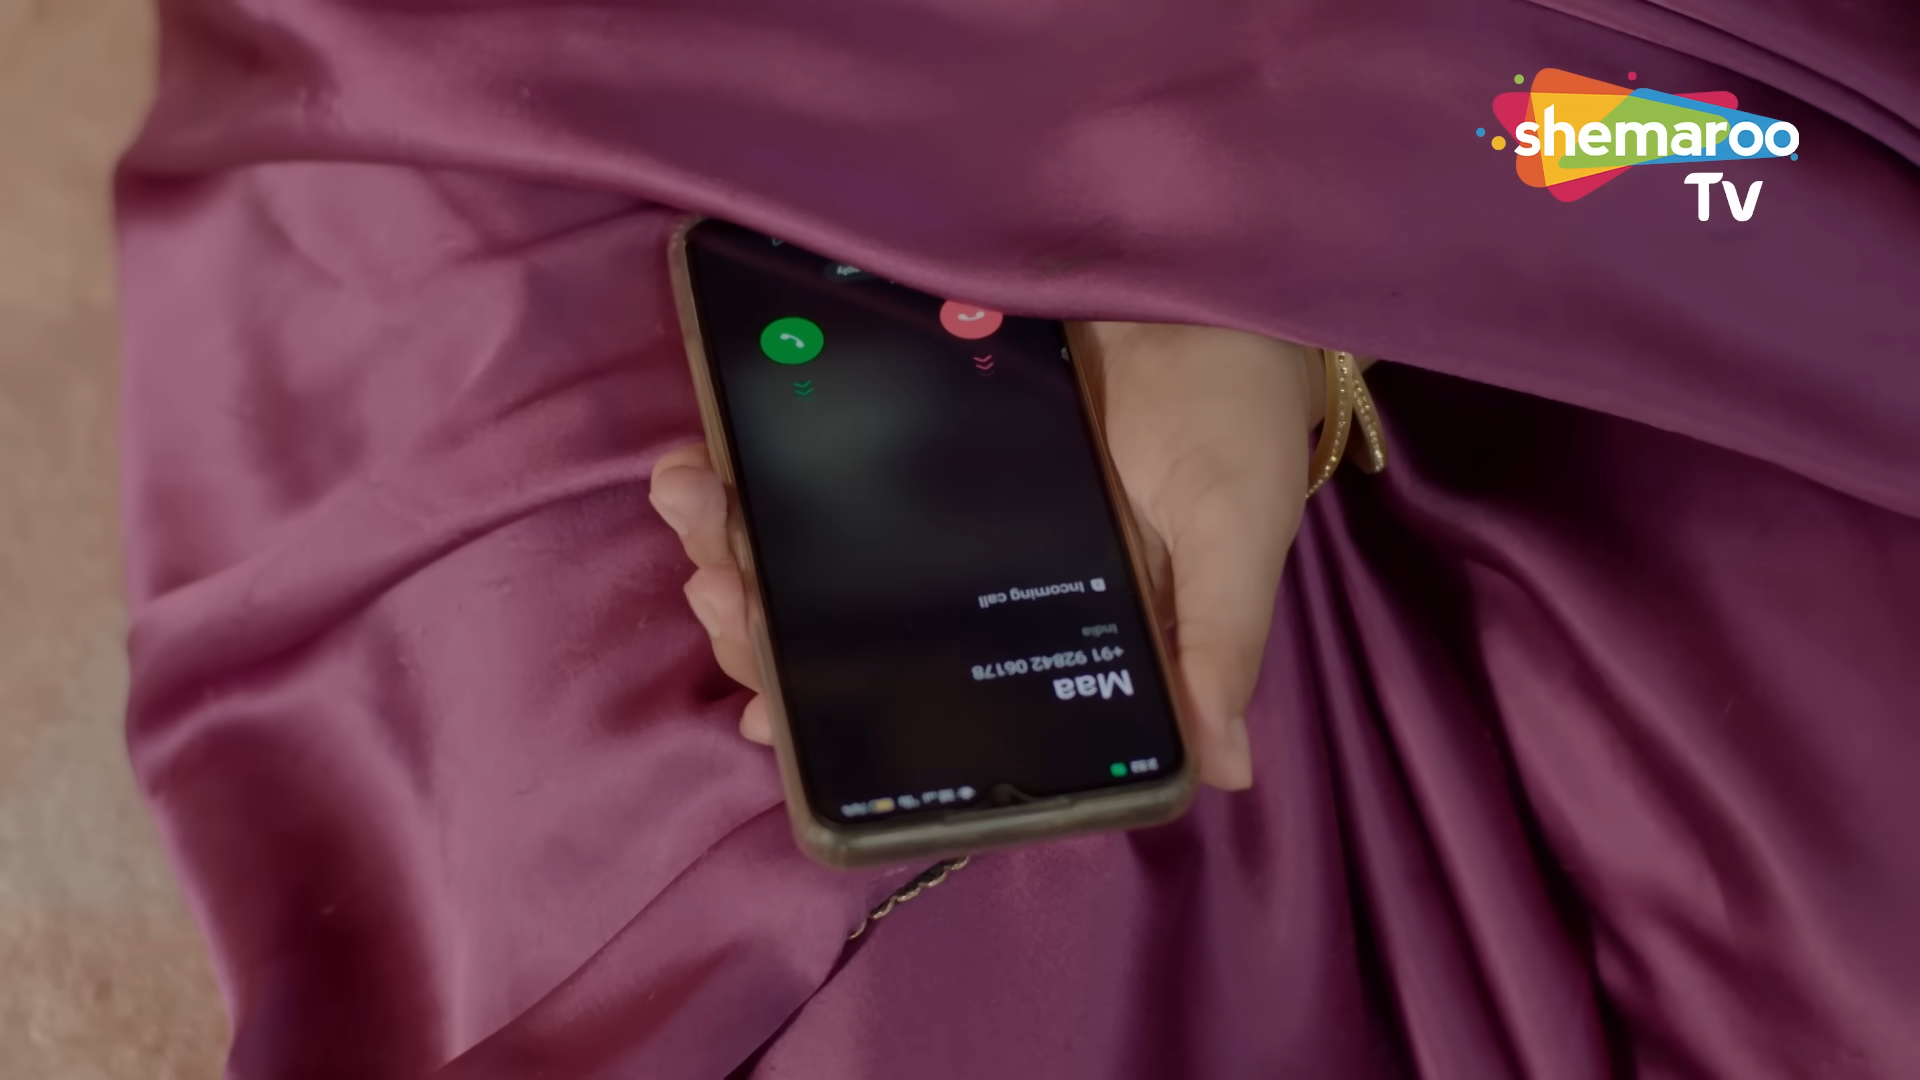 shemaroo
Tv
Maa
+91 92842 06178
India
Incoming call